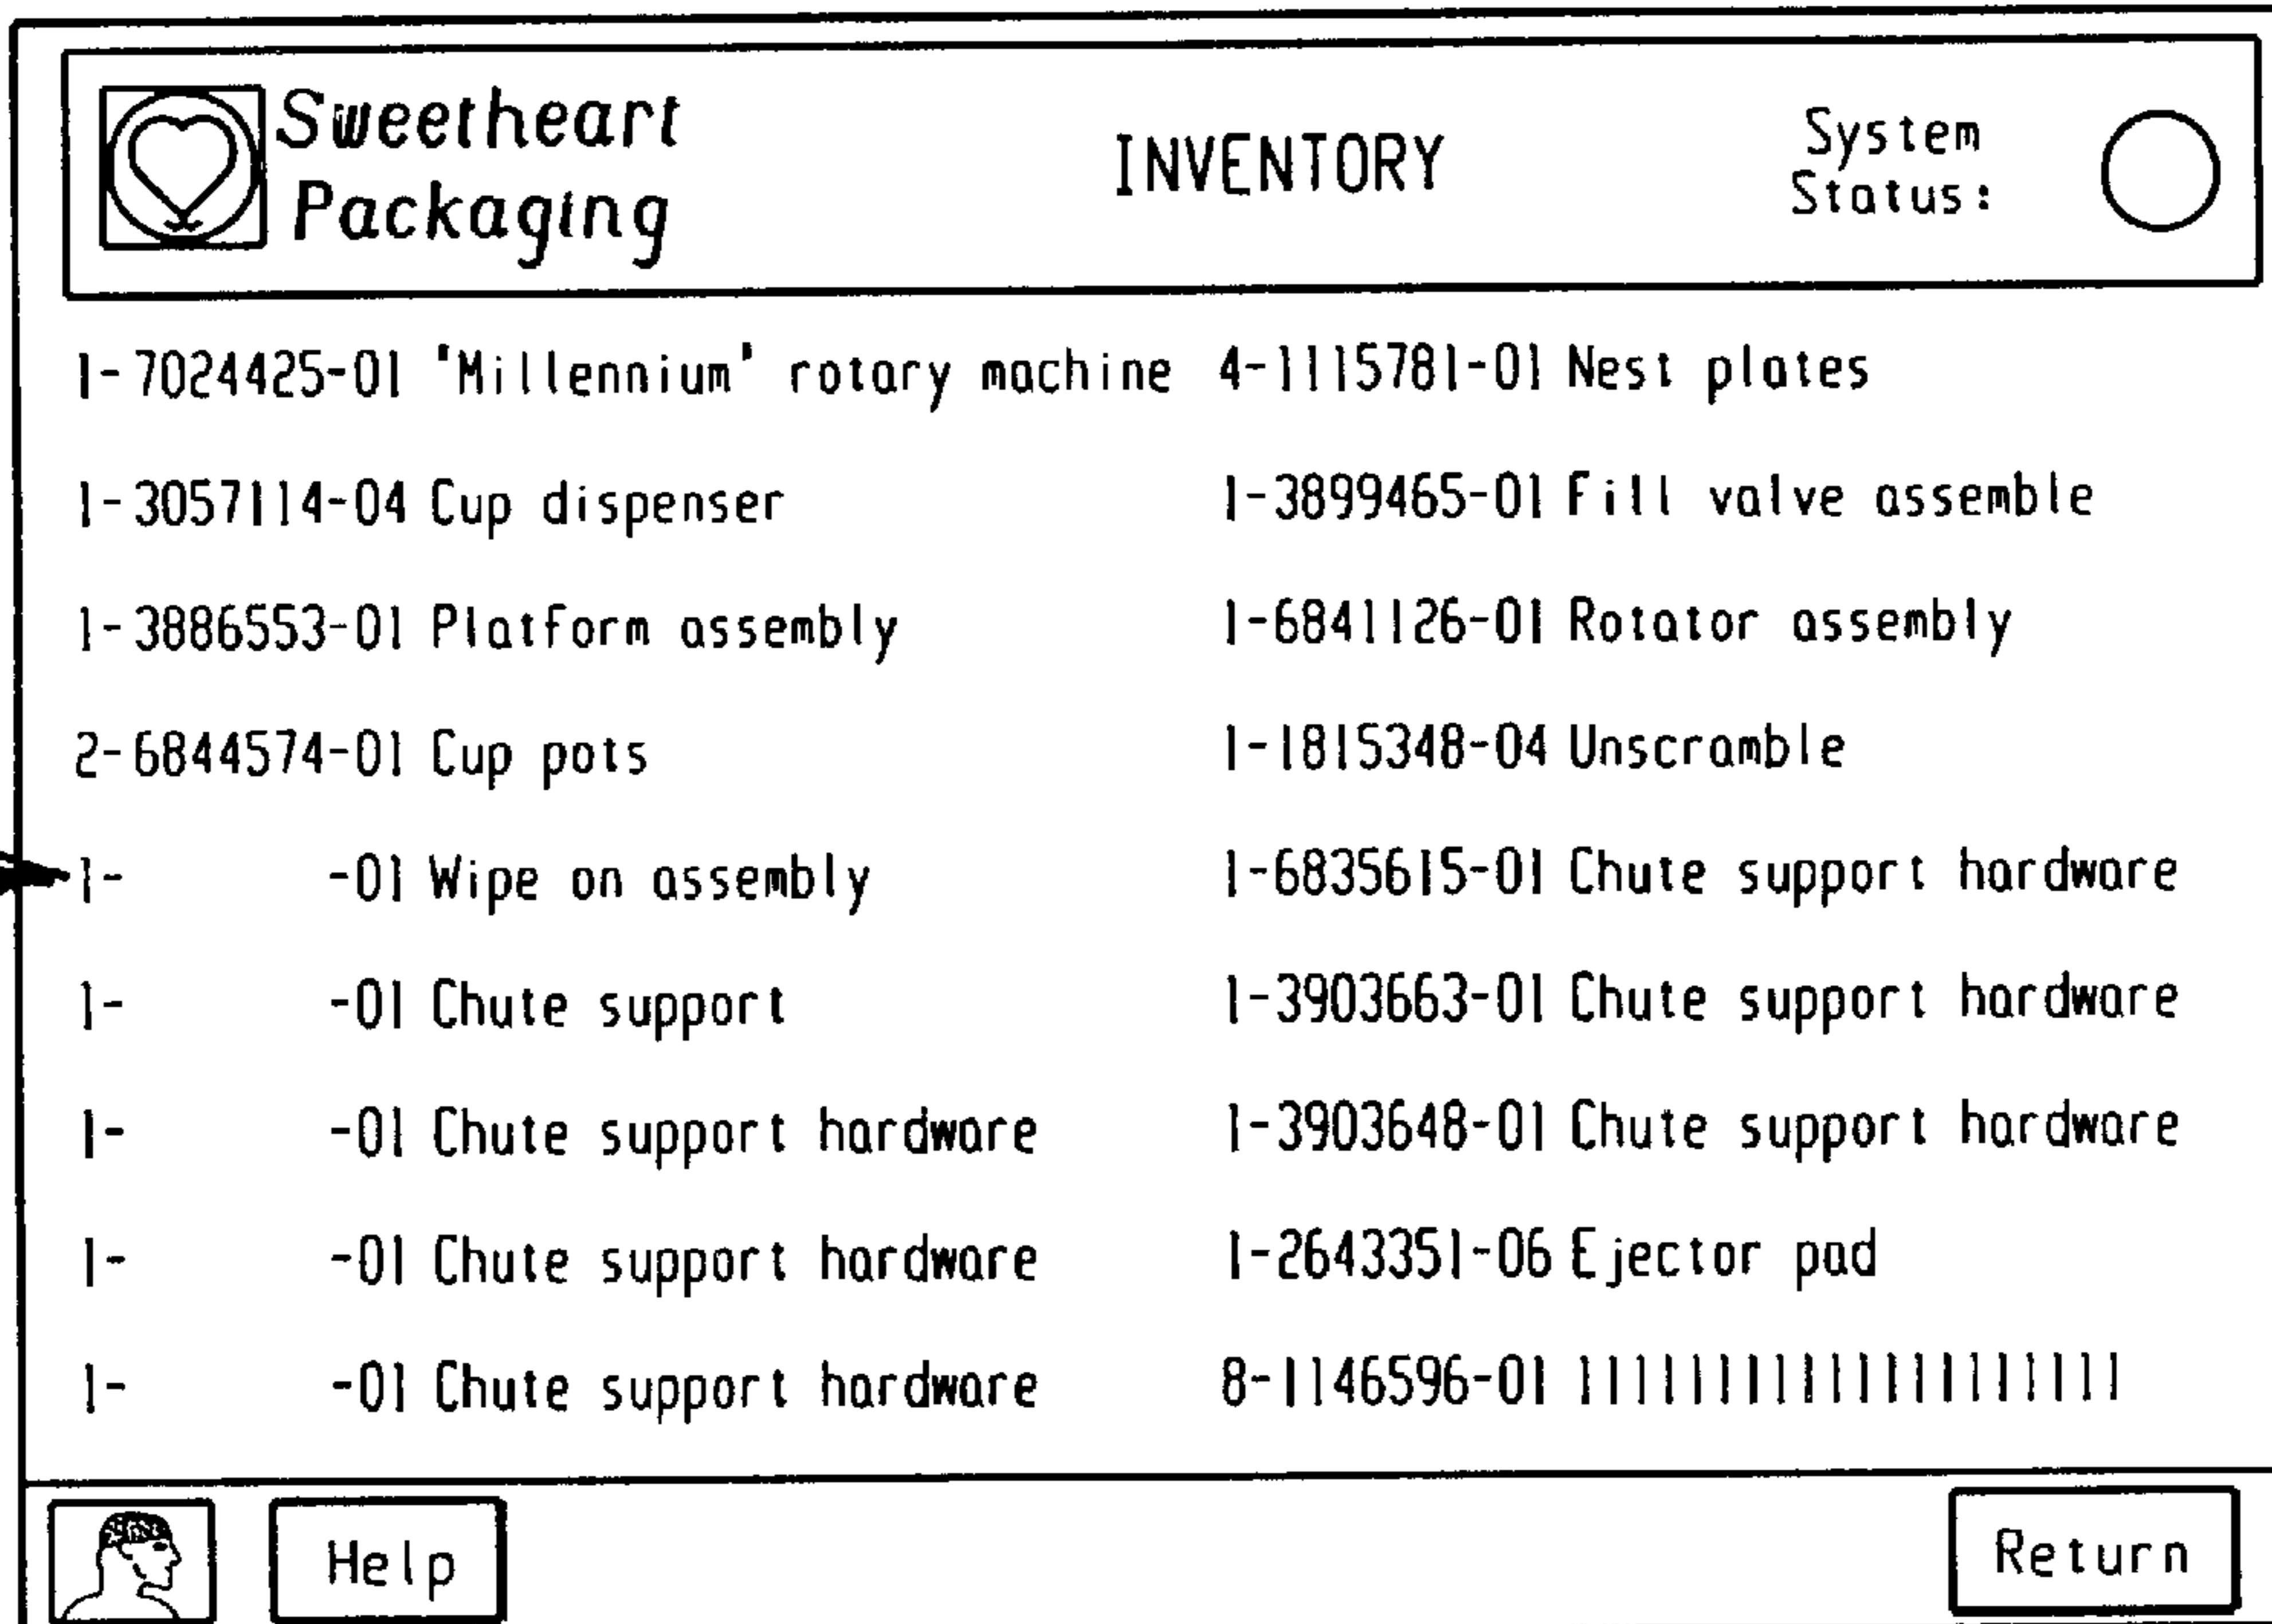 Sweetheart
Packaging
INVENTORY
System
Status:
1-7024425-01 "Millennium" rotary machine
1-3057114-04 Cup dispenser
1-3886553-01 Platform assembly
2-6844574-01 Cup pots
1- -01 Wipe on assembly
1- -01 Chute support
1- -01 Chute support hardware
1- -01 Chute support hardware
1- -01 Chute support hardware
4-1115781-01 Nest plates
1-3899465-01 Fill valve assemble
1-6841126-01 Rotator assembly
1-1815348-04 Unscramble
1-6835615-01 Chute support hardware
1-3903663-01 Chute support hardware
1-3903648-01 Chute support hardware
1-2643351-06 Ejector pad
8-1146596-01 11111111111111111111
Help
Return